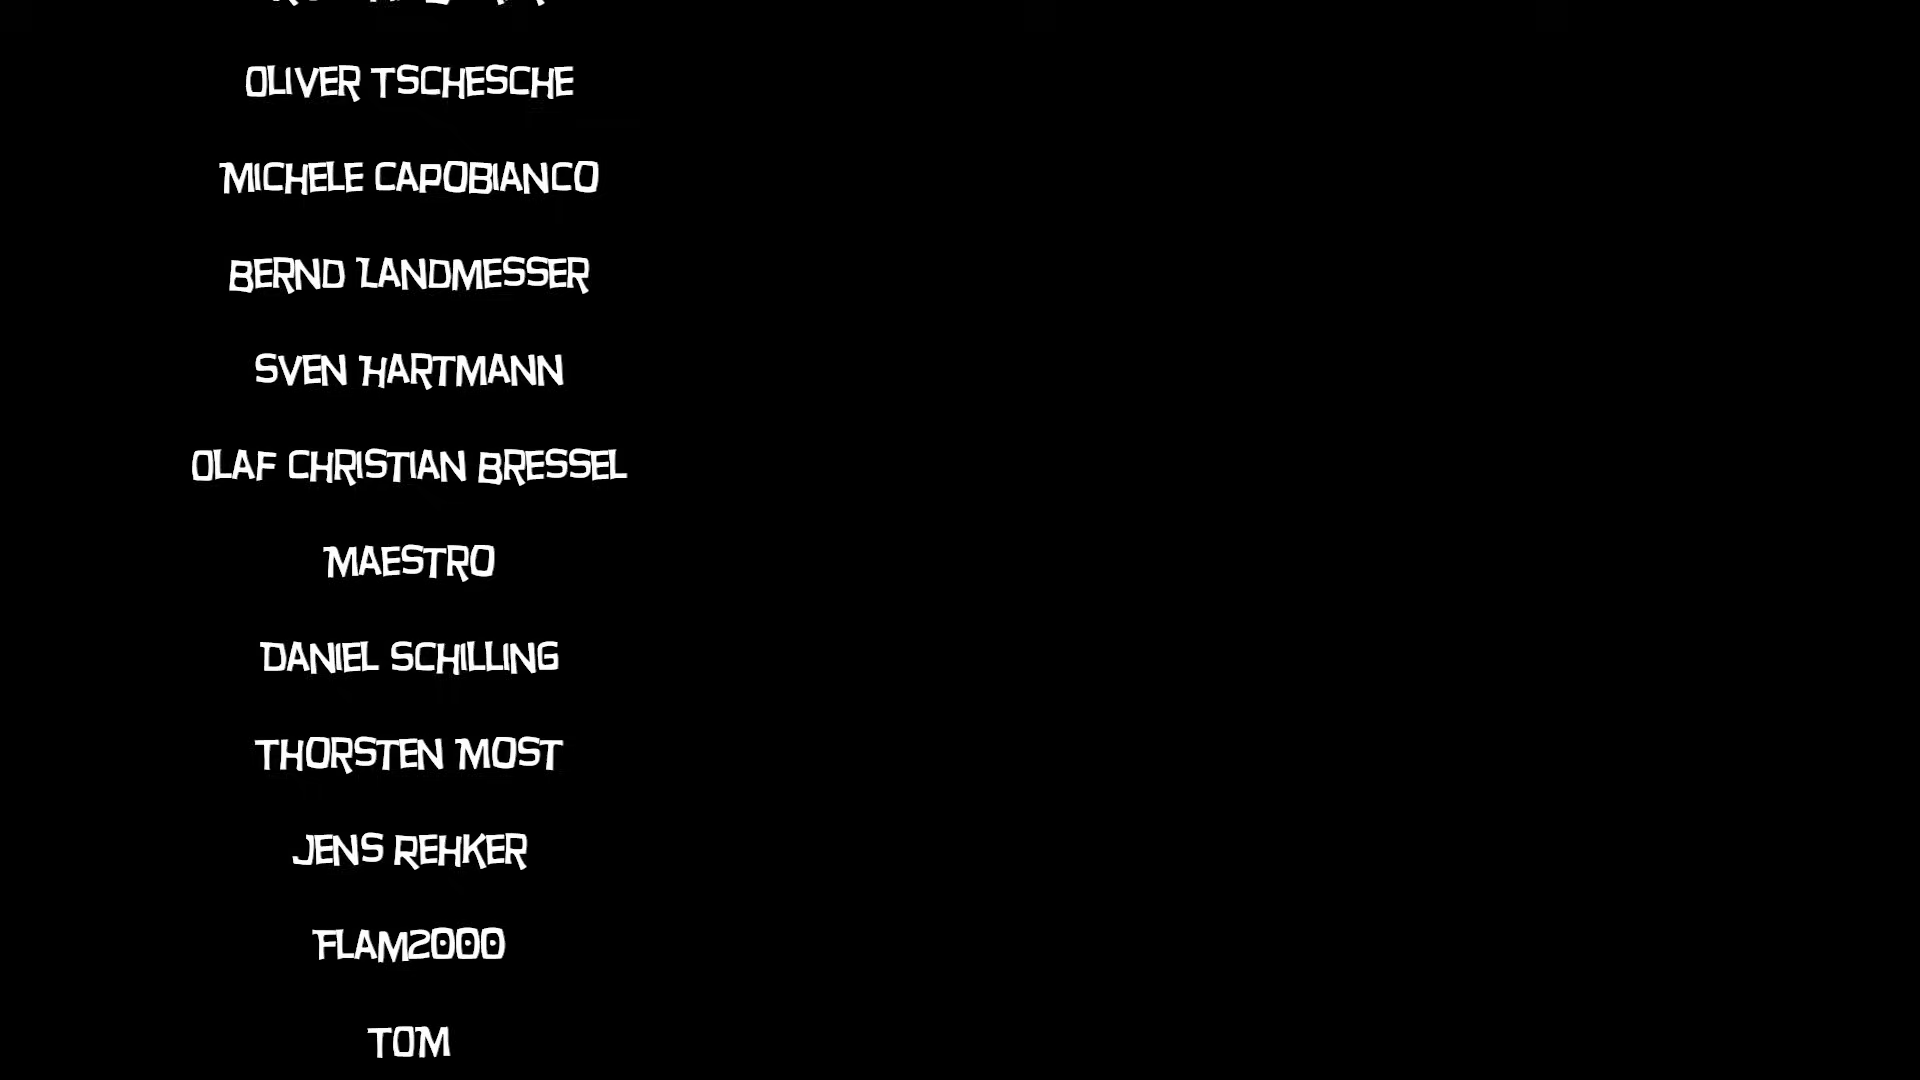 OLIVER TSCHESCHE
MICHELE CAPOBIANCO
BERND LANDMESSER
SVEN HARTMANN
OLAF CHRISTIAN BRESSEL
MAESTRO
DANIEL SCHILLING
THORSTEN MOST
JENS REHKER
FLAM2000
TOM